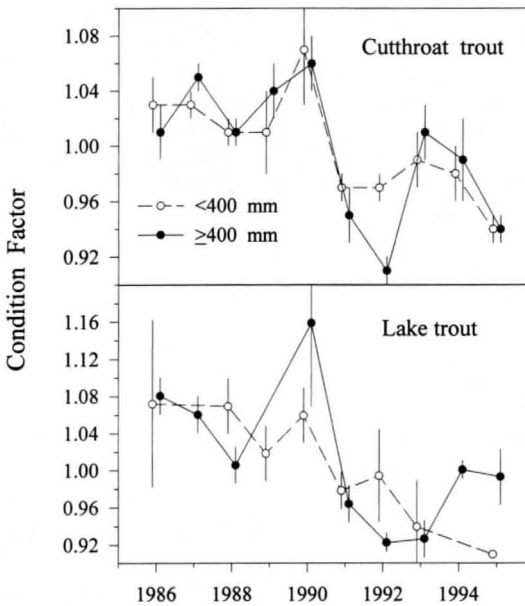 Condition Factor
1.08
1.04
1.00
0.96
0.92
Cutthroat trout
<400 mm
≥400 mm
1.16
1.12
1.08
1.04
1.00
0.96
0.92
Lake trout
1986 1988 1990 1992 1994